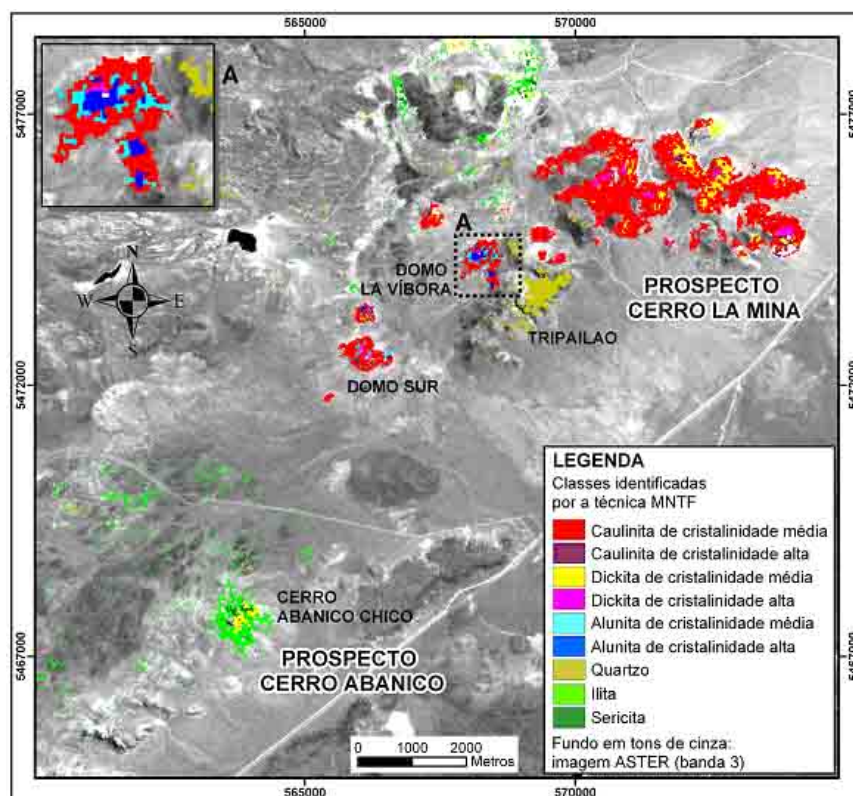 565000
570000
A
5477000
5477000
A
DOMO
LA VÍBORA
N
W
E
S
PROSPECTO
CERRO LA MINA
TRIPAILAO
5472000
5472000
DOMO SUR
LEGENDA
Classes identificadas
por a técnica MNTF
Caulinita de cristalinidade média
Caulinita de cristalinidade alta
Dickita de cristalinidade média
Dickita de cristalinidade alta
Alunita de cristalinidade média
Alunita de cristalinidade alta
Quartzo
Ilita
Sericita
Fundo em tons de cinza:
imagem ASTER (banda 3)
CERRO
ABANICO CHICO
PROSPECTO
CERRO ABANICO
5467000
5467000
0 1000 2000
Metros
565000
570000